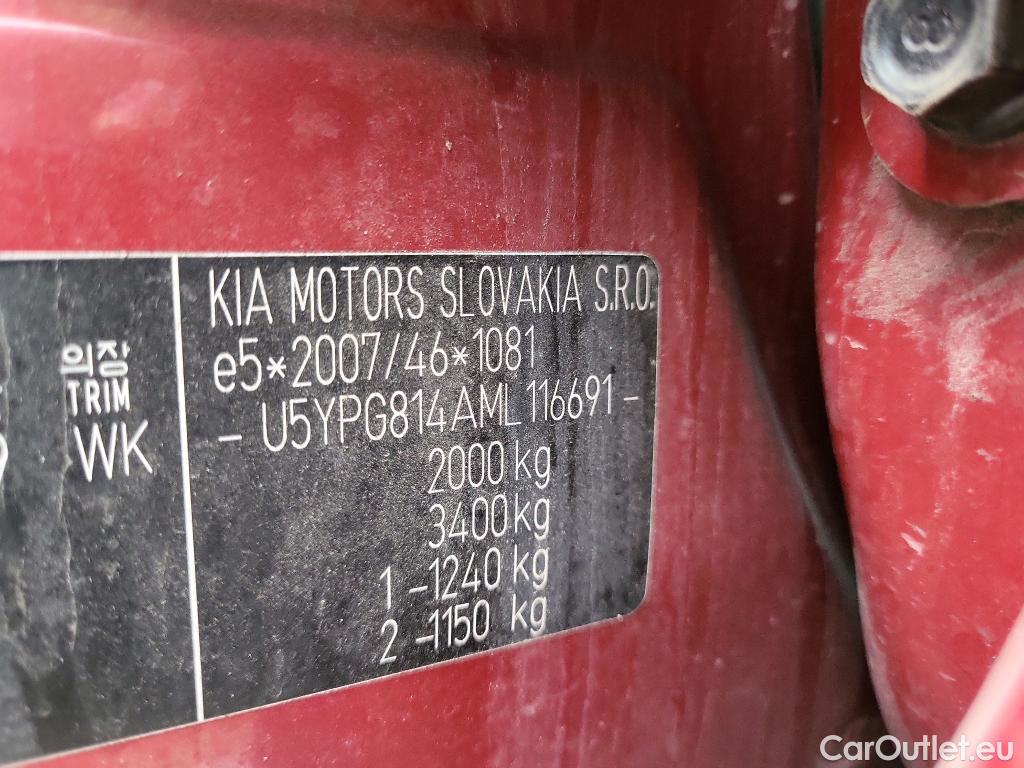 KIA MOTORS SLOVAKIA S.R.O.
e5*2007/46*1081
- U5YPG814AML116691 -
2000 kg
3400 kg
1 -1240 kg
2 -1150 kg
의장
TRIM
WK
8
CarOutlet.eu